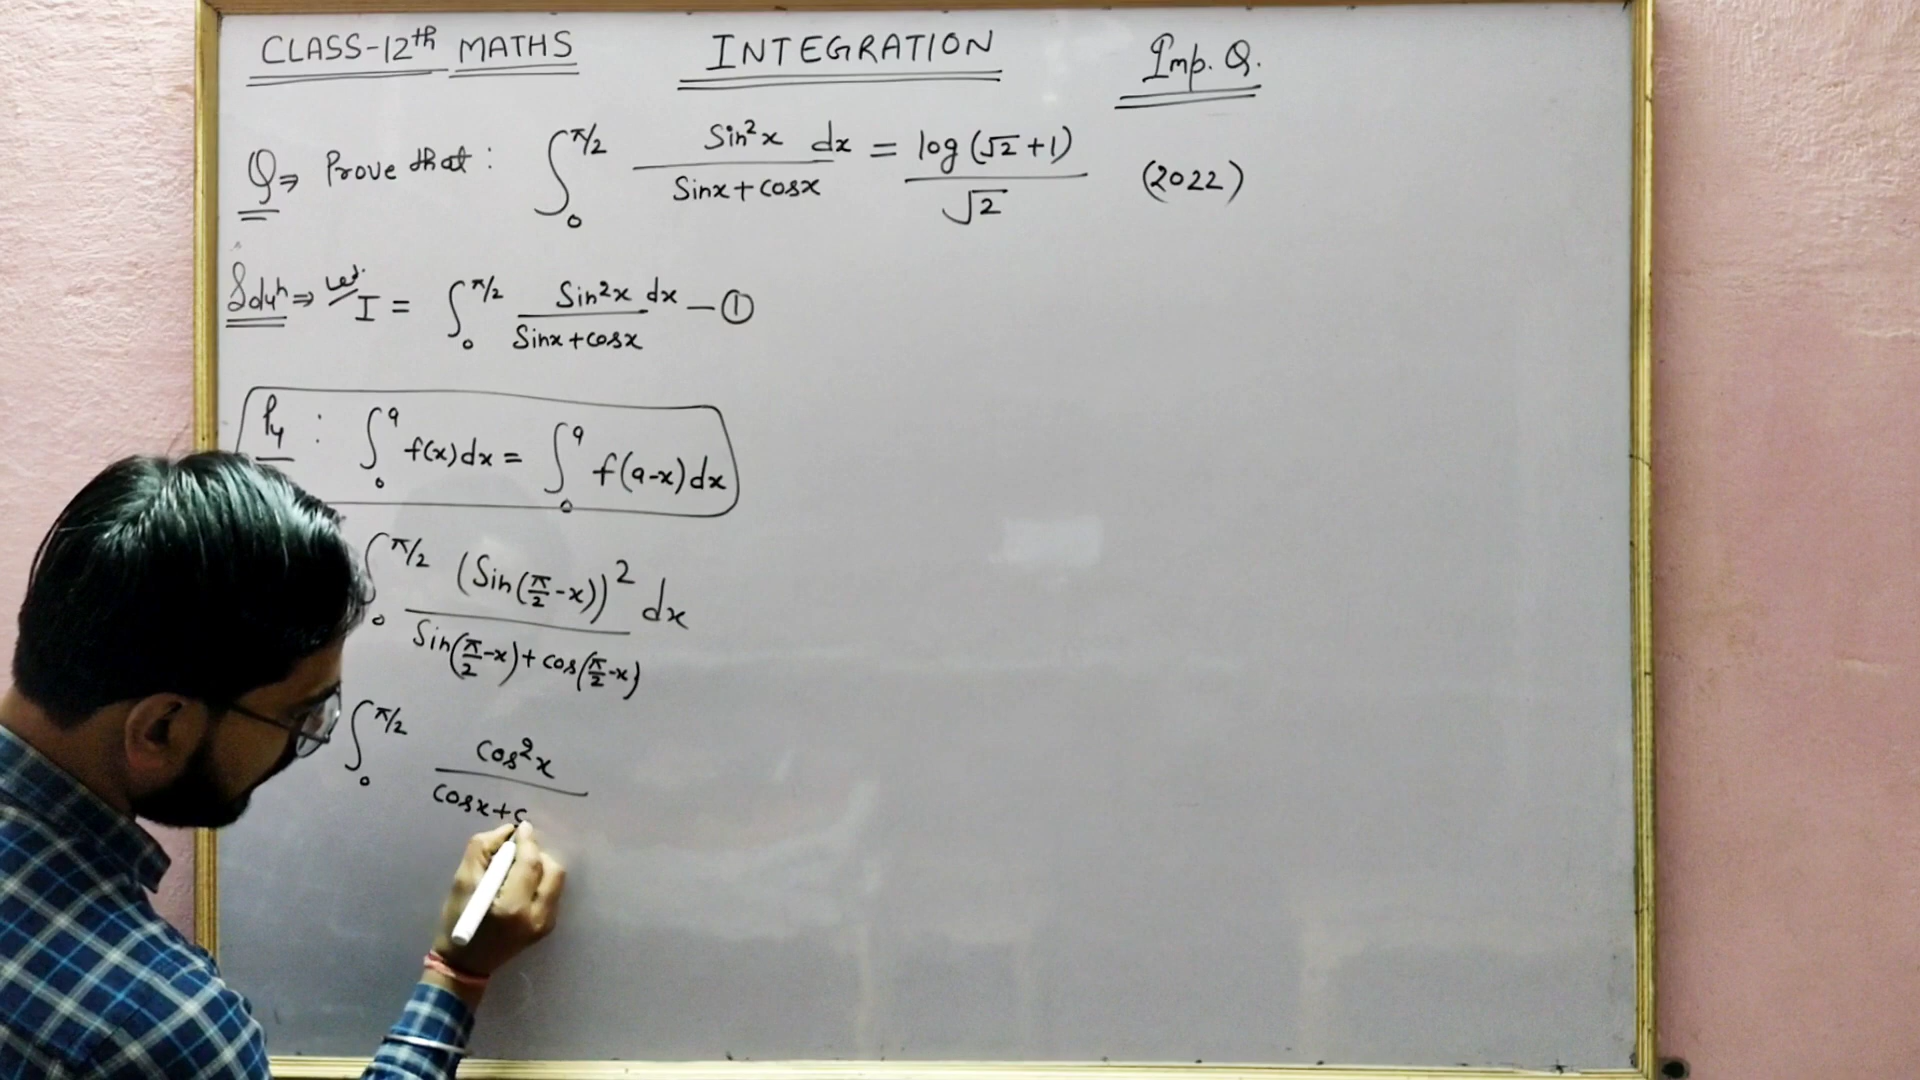 CLASS-12th MATHS INTEGRATION Imp. Q.
Q⇒ Prove that : ∫₀^π/2 Sin²x dx / Sinx+cosx = log(√2+1) / √2 (2022)
Soluⁿ⇒ Let I = ∫₀^π/2 Sin²x dx / Sinx+cosx — ①
P₄ : ∫₀^a f(x)dx = ∫₀^a f(a-x)dx
∫₀^π/2 (Sin(π/2-x))² / Sin(π/2-x)+cos(π/2-x) dx
∫₀^π/2 cos²x / cosx+s